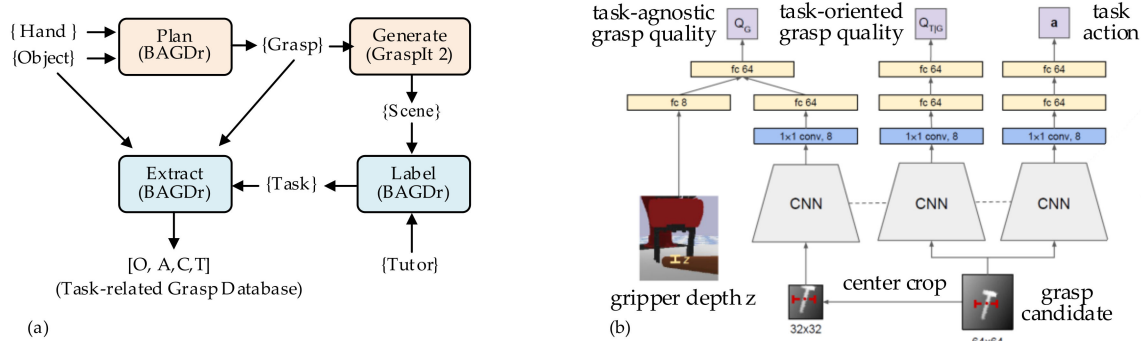 { Hand }
{Object}
Plan
(BAGDr)
{Grasp}
Generate
(GraspIt 2)
{Scene}
Extract
(BAGDr)
{Task}
Label
(BAGDr)
{Tutor}
[O, A,C,T]
(Task-related Grasp Database)
(a)
task-agnostic
grasp quality
Q_G
task-oriented
grasp quality
Q_T|G
a
task
action
fc 64
fc 64
fc 64
fc 8
fc 64
fc 64
fc 64
1×1 conv, 8
1×1 conv, 8
1×1 conv, 8
CNN
CNN
CNN
z
gripper depth z
center crop
grasp
candidate
32x32
64x64
(b)